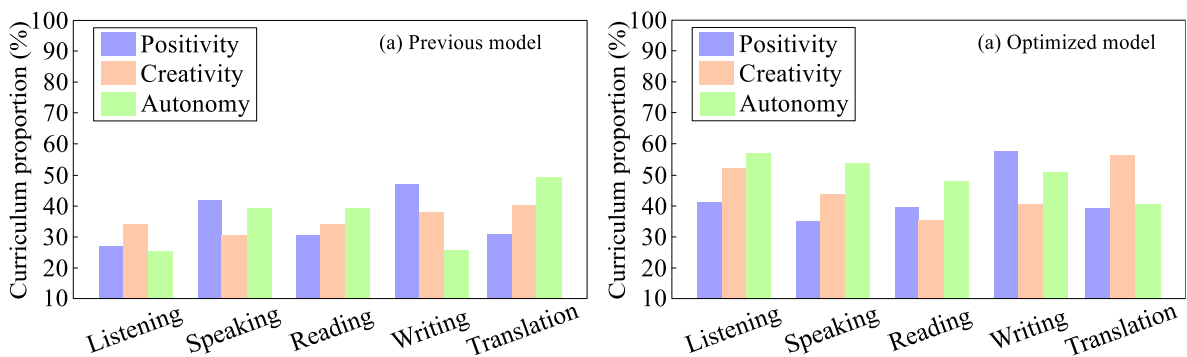 Curriculum proportion (%)
100
90
80
70
60
50
40
30
20
10
Positivity
Creativity
Autonomy
(a) Previous model
Listening
Speaking
Reading
Writing
Translation
Curriculum proportion (%)
100
90
80
70
60
50
40
30
20
10
Positivity
Creativity
Autonomy
(a) Optimized model
Listening
Speaking
Reading
Writing
Translation